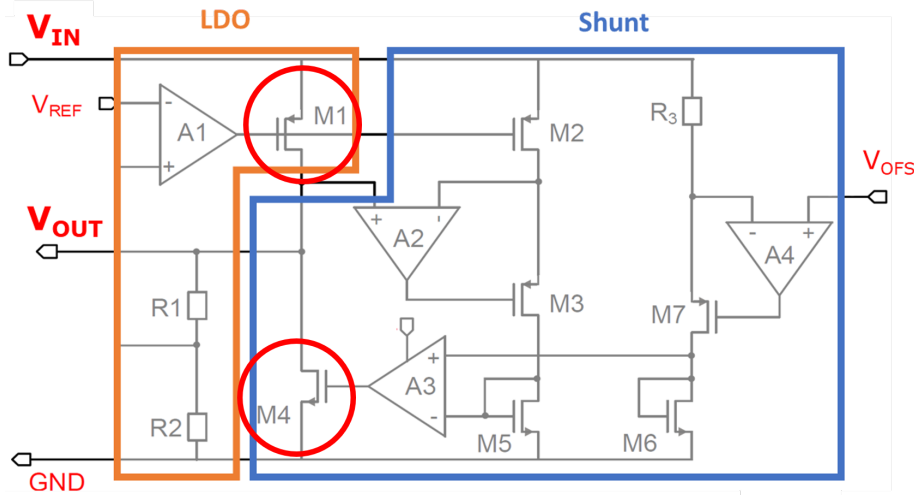 LDO
Shunt
VIN
VREF
A1
M1
M2
R3
VOFS
VOUT
A2
A4
R1
M3
M7
A3
R2
M4
M5
M6
GND